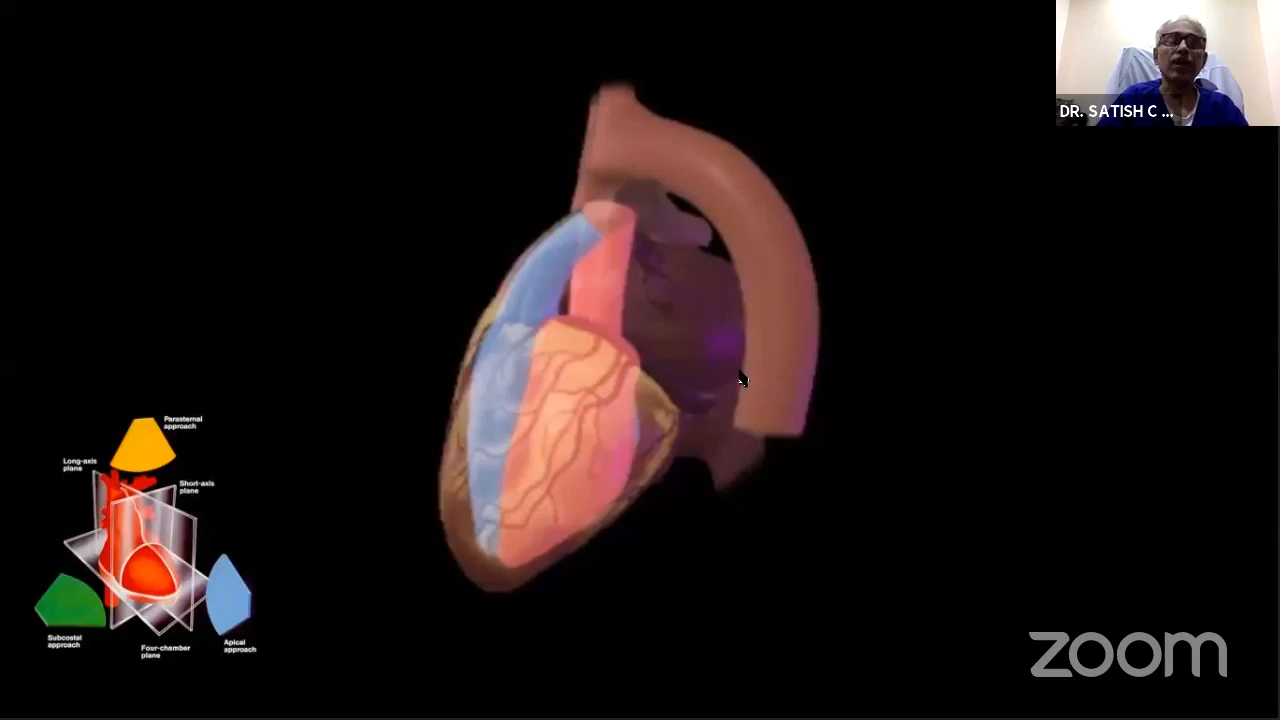 DR. SATISH C ...
Parasternal
approach
Long-axis
plane
Short-axis
plane
Subcostal
approach
Four-chamber
plane
Apical
approach
zoom